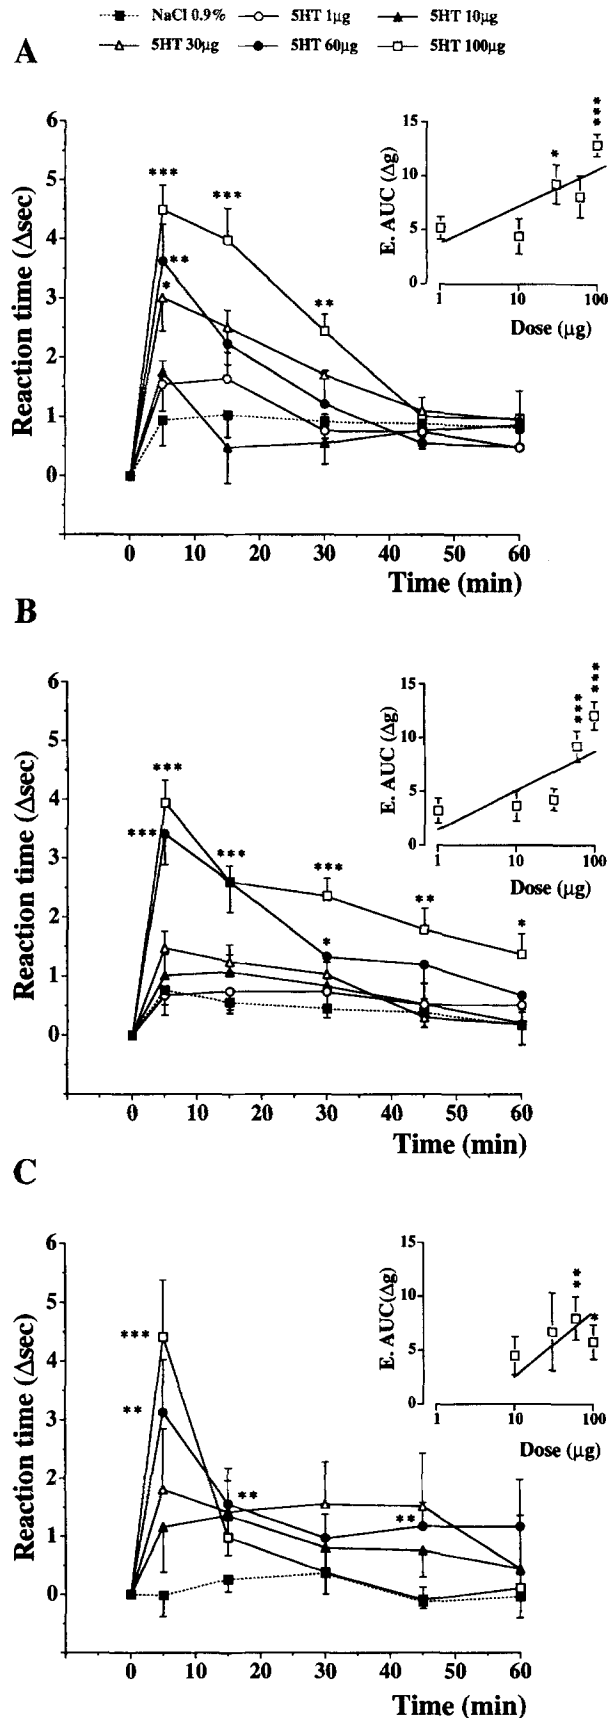 NaCl 0.9% 5HT 1µg 5HT 10µg
5HT 30µg 5HT 60µg 5HT 100µg
A
Reaction time (Δsec)
6
5
4
3
2
1
0
0 10 20 30 40 50 60
Time (min)
*** *** ** * **
E. AUC (Δg)
15
10
5
0
1 10 100
Dose (µg)
* ***
B
Reaction time (Δsec)
6
5
4
3
2
1
0
0 10 20 30 40 50 60
Time (min)
*** *** *** *** ** * *
E. AUC (Δg)
15
10
5
0
1 10 100
Dose (µg)
*** ***
C
Reaction time (Δsec)
6
5
4
3
2
1
0
0 10 20 30 40 50 60
Time (min)
*** ** ** **
E. AUC(Δg)
15
10
5
0
1 10 100
Dose (µg)
** *